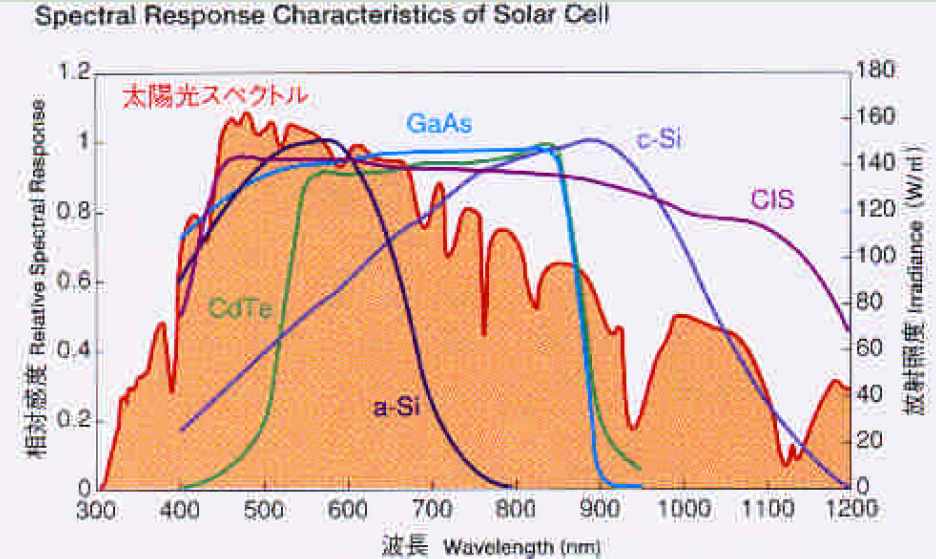 Spectral Response Characteristics of Solar Cell
相対感度 Relative Spectral Response
1.2
1
0.8
0.6
0.4
0.2
0
太陽光スペクトル
GaAs
c-Si
CIS
CdTe
a-Si
180
160
140
120
100
80
60
40
20
0
放射照度 Irradiance (W/㎡)
300 400 500 600 700 800 900 1000 1100 1200
波長 Wavelength (nm)